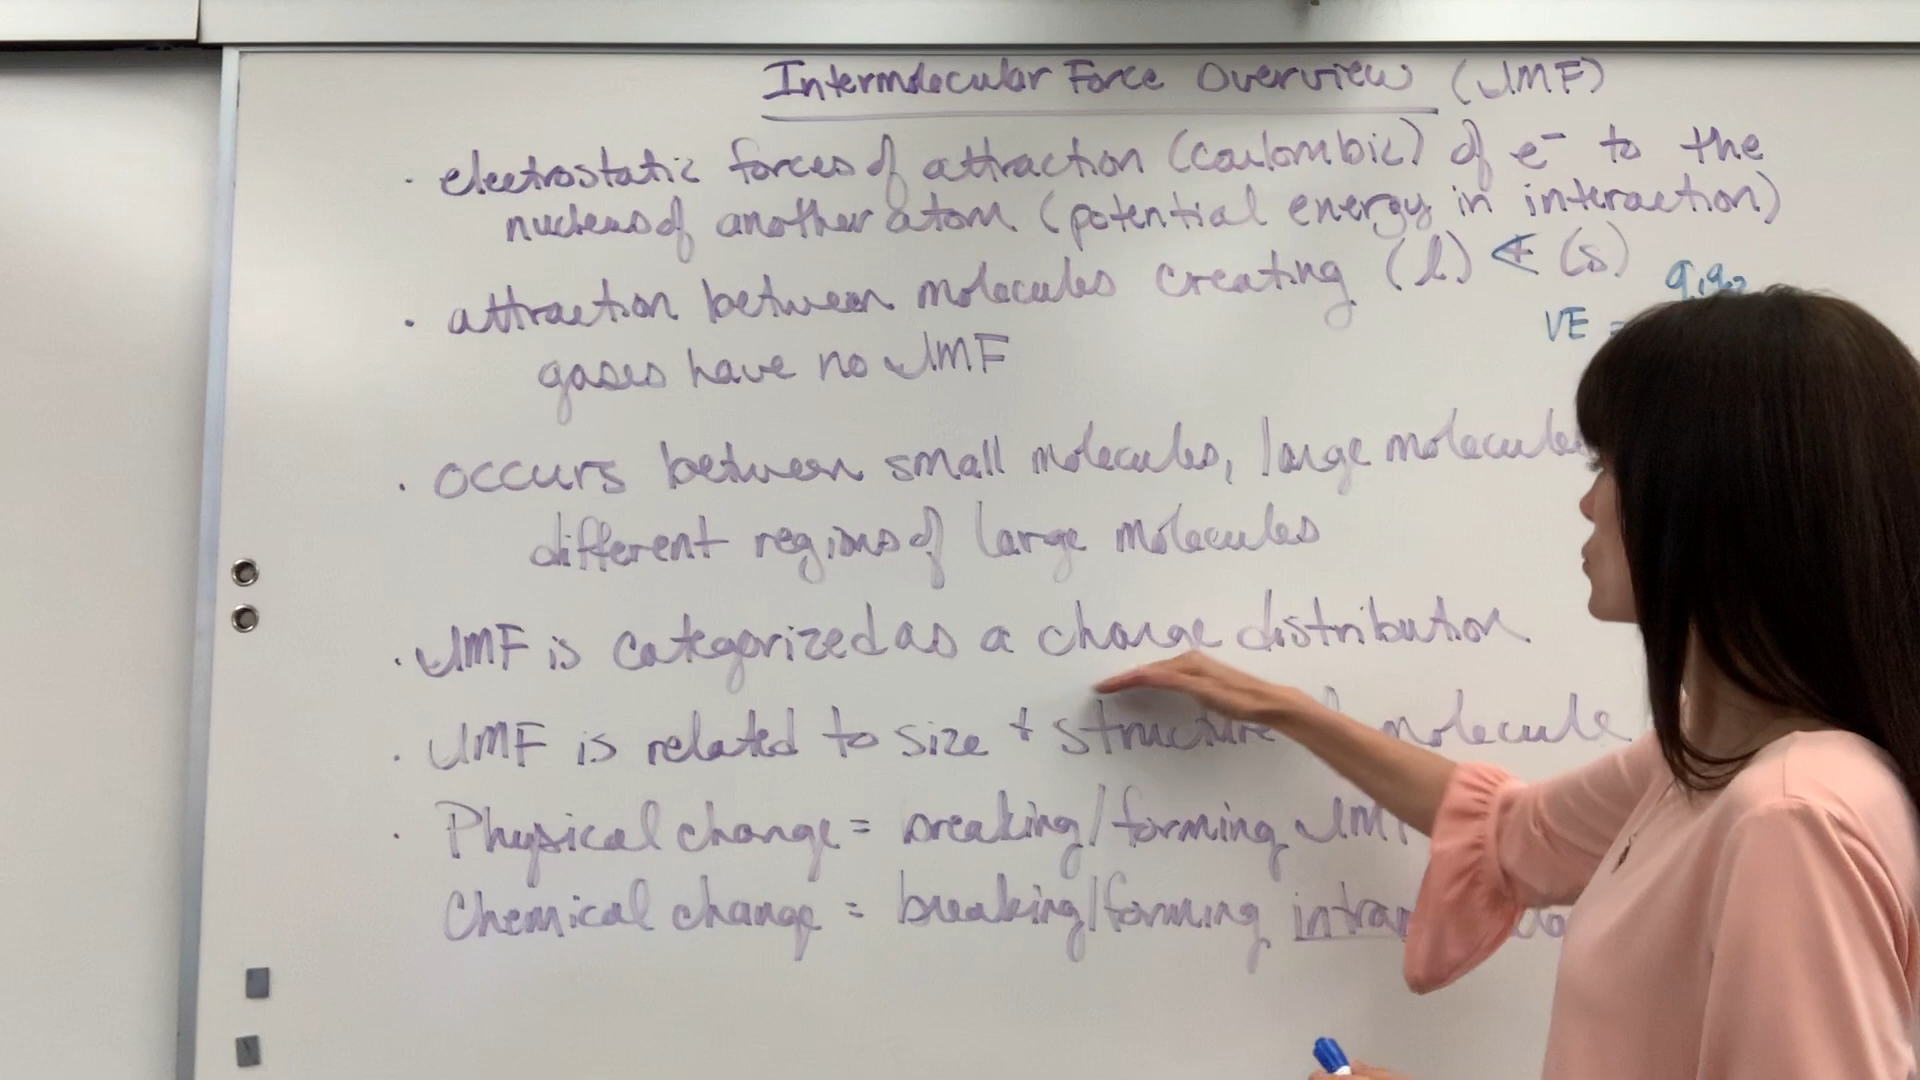 Intermolecular Force Overview (IMF)
• electrostatic forces of attraction (coulombic) of e⁻ to the
nucleus of another atom (potential energy in interaction)
• attraction between molecules creating (l) + (s)
gases have no IMF
q₁q₂
VE =
• occurs between small molecules, large molecules
different regions of large molecules
• IMF is categorized as a charge distribution
• IMF is related to size + structure molecule
• Physical change = breaking/forming IMF
Chemical change = breaking/forming